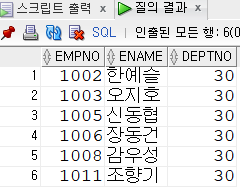 스크립트 출력 × 질의 결과 ×
SQL | 인출된 모든 행: 6(0
EMPNO ENAME DEPTNO
1 1002 한예슬 30
2 1003 오지호 30
3 1005 신동협 30
4 1006 장동건 30
5 1008 감우성 30
6 1011 조향기 30